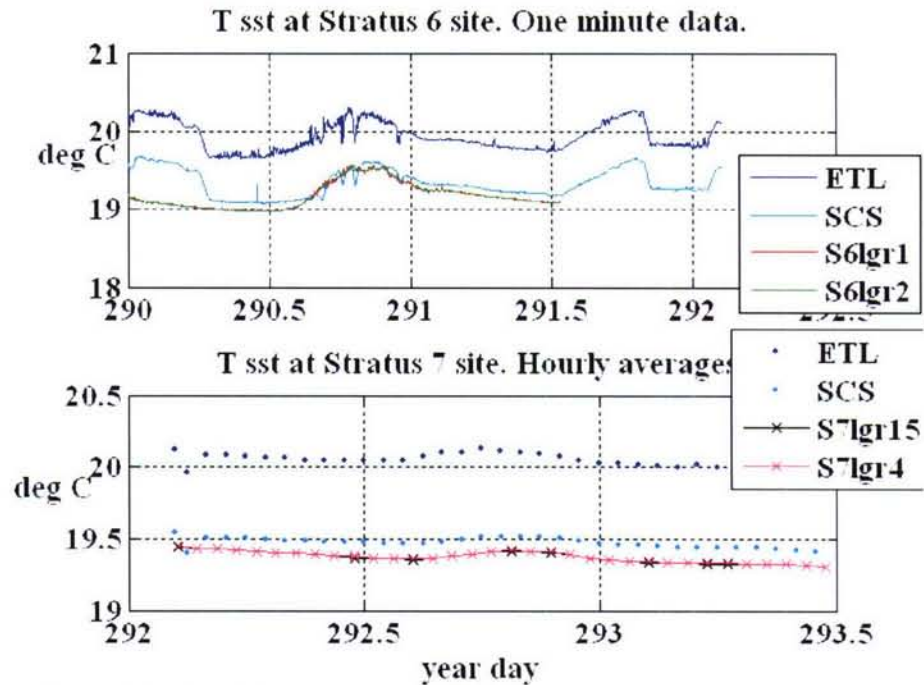 T sst at Stratus 6 site. One minute data.
21
20
deg C
19
18
290
290.5
291
291.5
292
ETL
SCS
S6lgr1
S6lgr2
T sst at Stratus 7 site. Hourly averages
20.5
20
deg C
19.5
19
292
292.5
293
293.5
ETL
SCS
S7lgr15
S7lgr4
year day